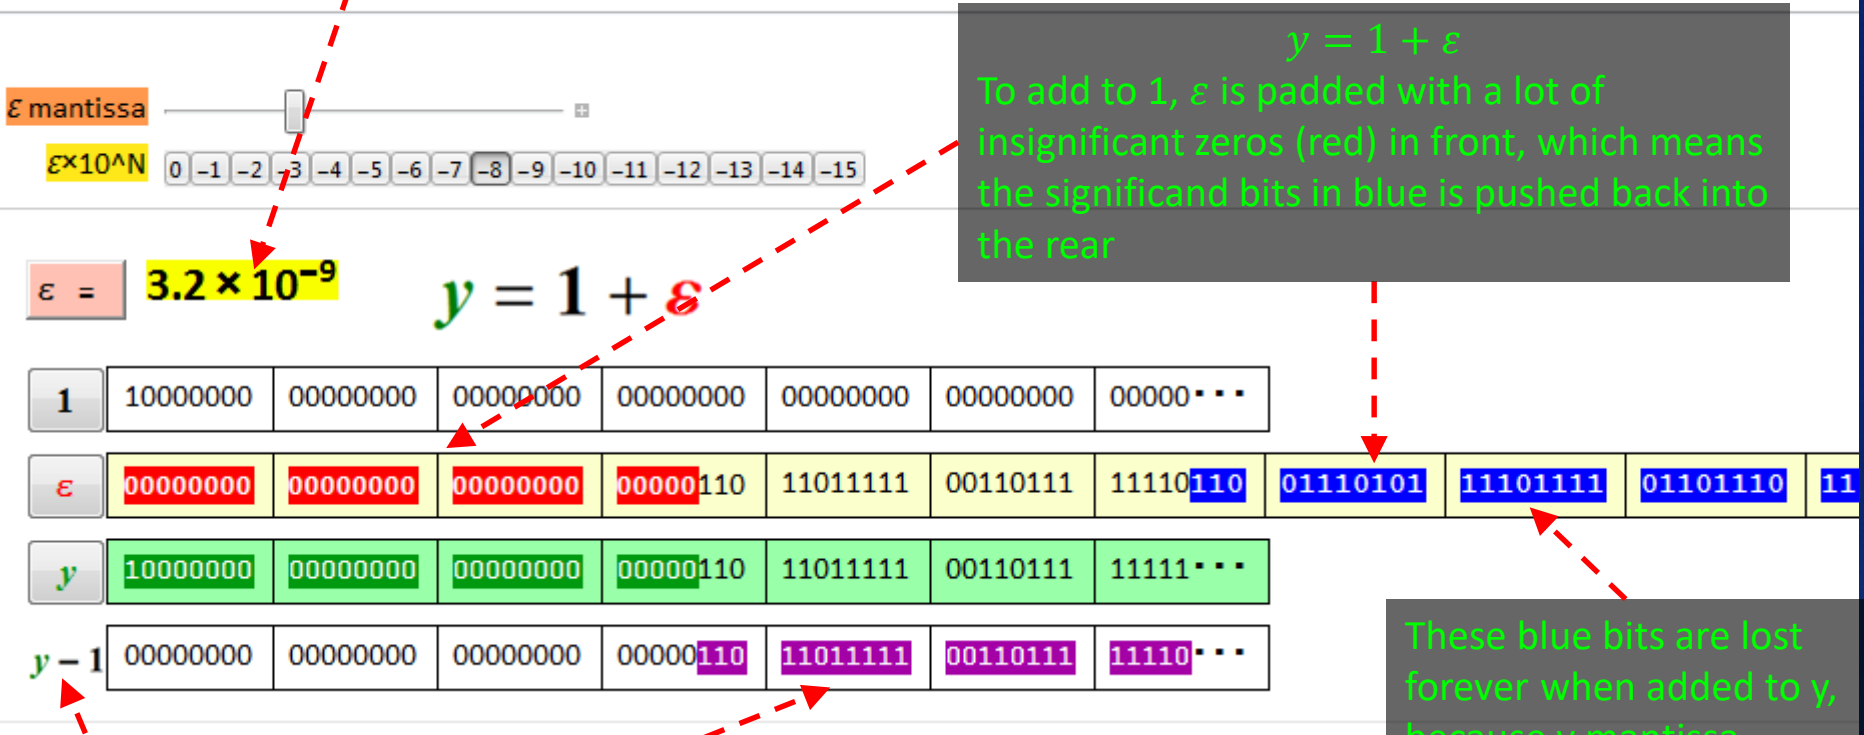 y = 1 + ε
To add to 1, ε is padded with a lot of
insignificant zeros (red) in front, which means
the significand bits in blue is pushed back into
the rear
ε mantissa
ε×10^N 0 −1 −2 −3 −4 −5 −6 −7 −8 −9 −10 −11 −12 −13 −14 −15
ε = 3.2 × 10⁻⁹ y = 1 + ε
1 10000000 00000000 00000000 00000000 00000000 00000000 00000···
ε 00000000 00000000 00000000 00000110 11011111 00110111 11110110 01110101 11101111 01101110 11
y 10000000 00000000 00000000 00000110 11011111 00110111 11111···
y − 1 00000000 00000000 00000000 00000110 11011111 00110111 11110···
These blue bits are lost
forever when added to y,
because y mantissa